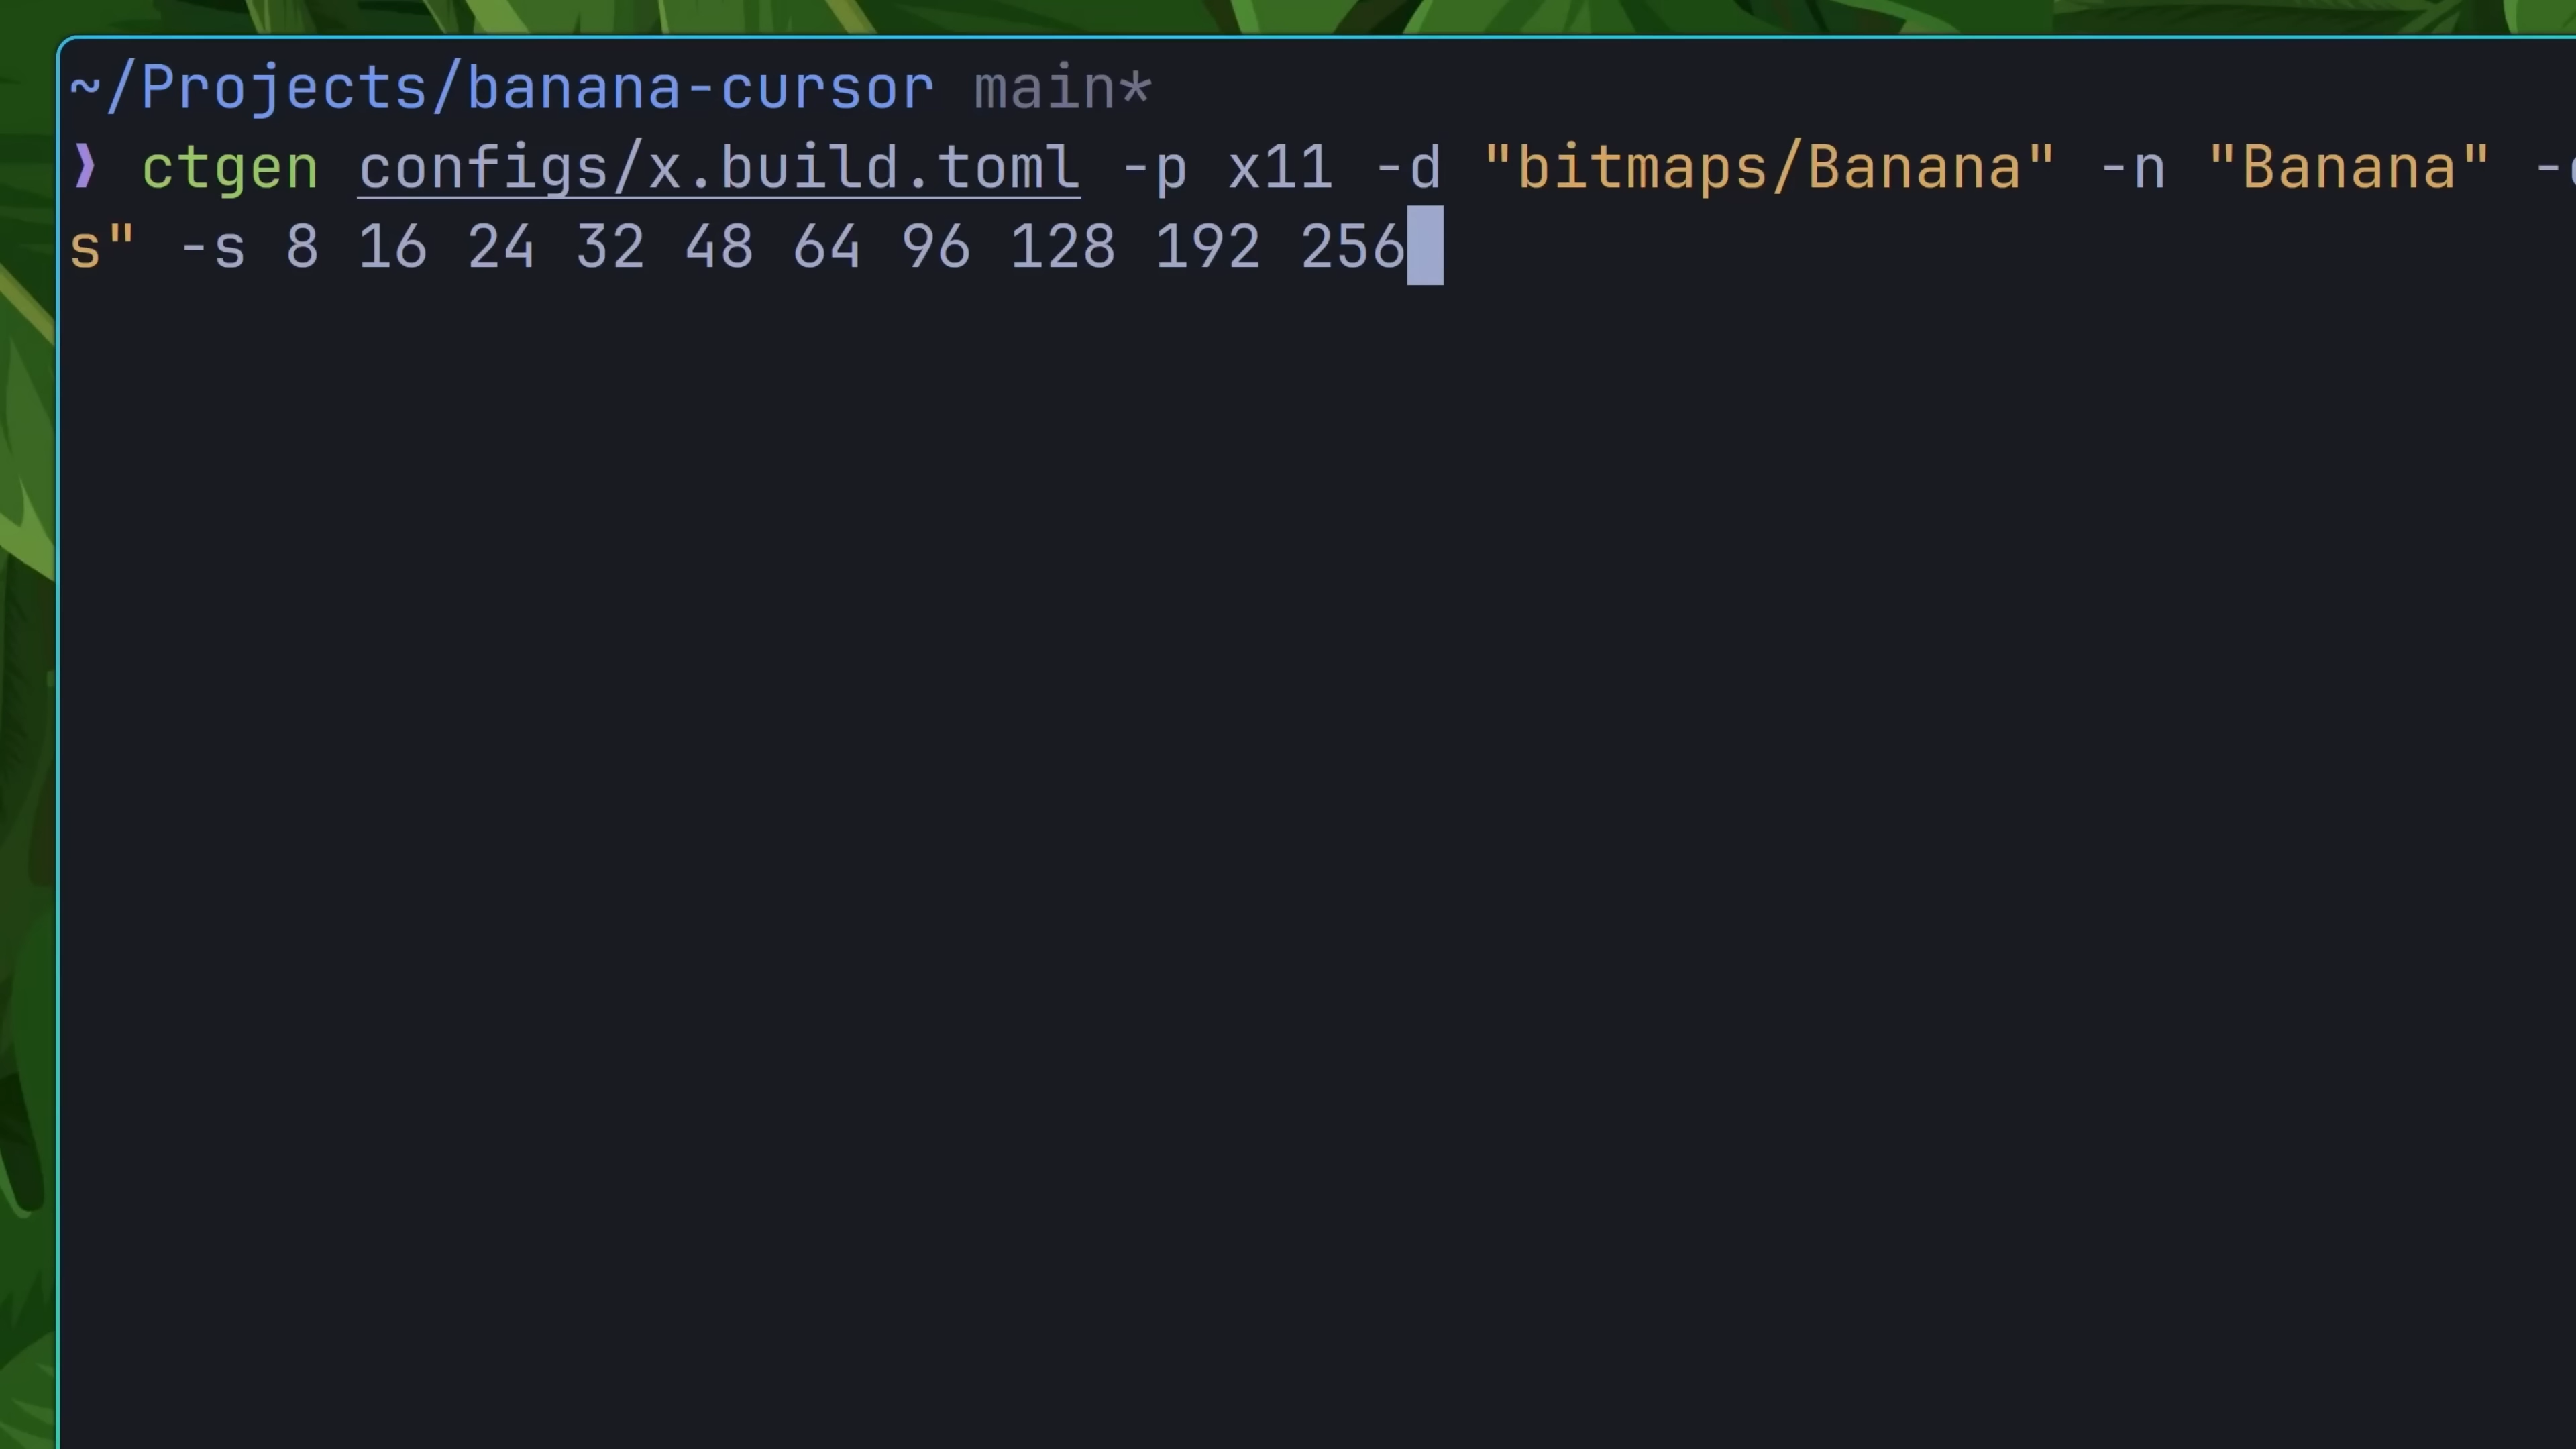 ~/Projects/banana-cursor main*
❱ ctgen configs/x.build.toml -p x11 -d "bitmaps/Banana" -n "Banana" -
s" -s 8 16 24 32 48 64 96 128 192 256